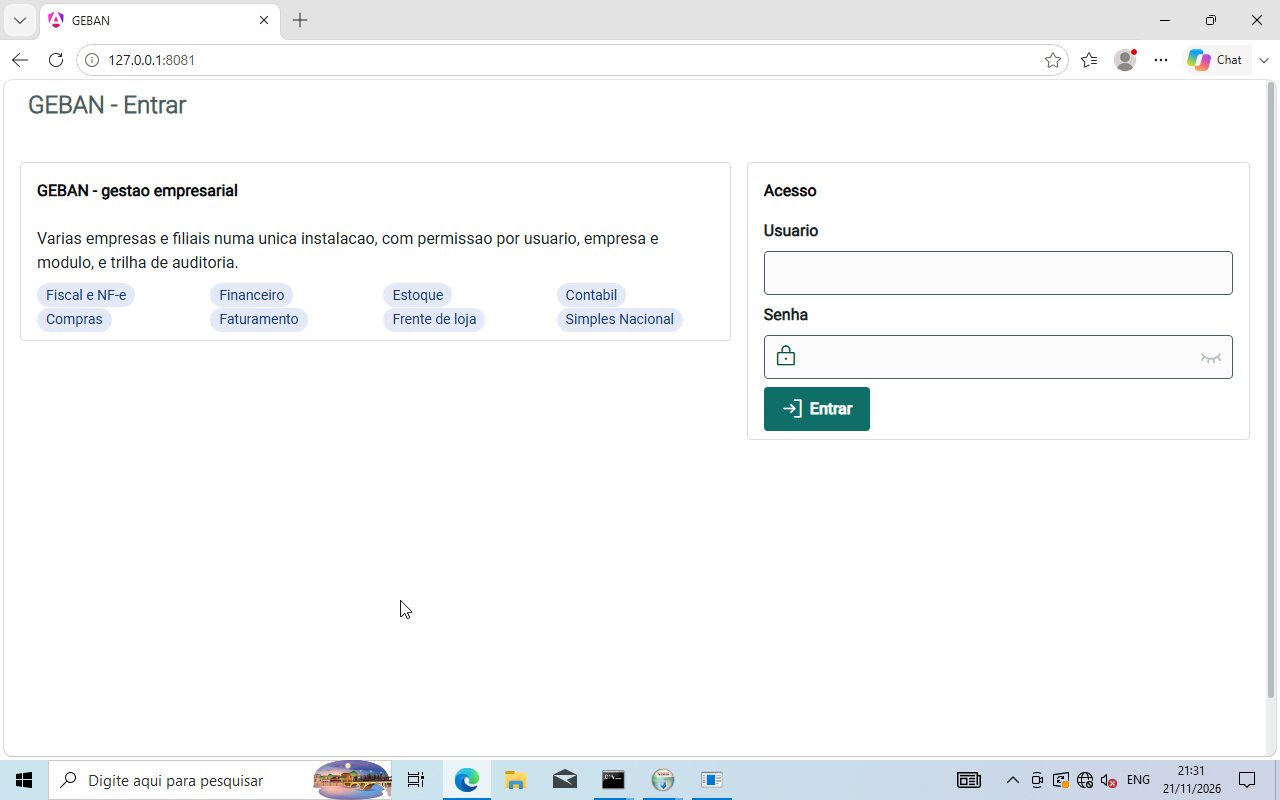 GEBAN
127.0.0.1:8081
Chat
GEBAN - Entrar
GEBAN - gestao empresarial
Varias empresas e filiais numa unica instalacao, com permissao por usuario, empresa e
modulo, e trilha de auditoria.
Fiscal e NF-e Financeiro Estoque Contabil
Compras Faturamento Frente de loja Simples Nacional
Acesso
Usuario
Senha
Entrar
Digite aqui para pesquisar
ENG
21:31
21/11/2026